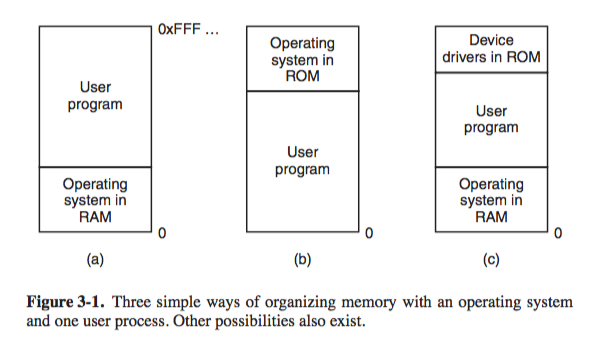 0xFFF ...
User
program
Operating
system in
RAM
0
(a)
Operating
system in
ROM
User
program
0
(b)
Device
drivers in ROM
User
program
Operating
system in
RAM
0
(c)
Figure 3-1. Three simple ways of organizing memory with an operating system
and one user process. Other possibilities also exist.